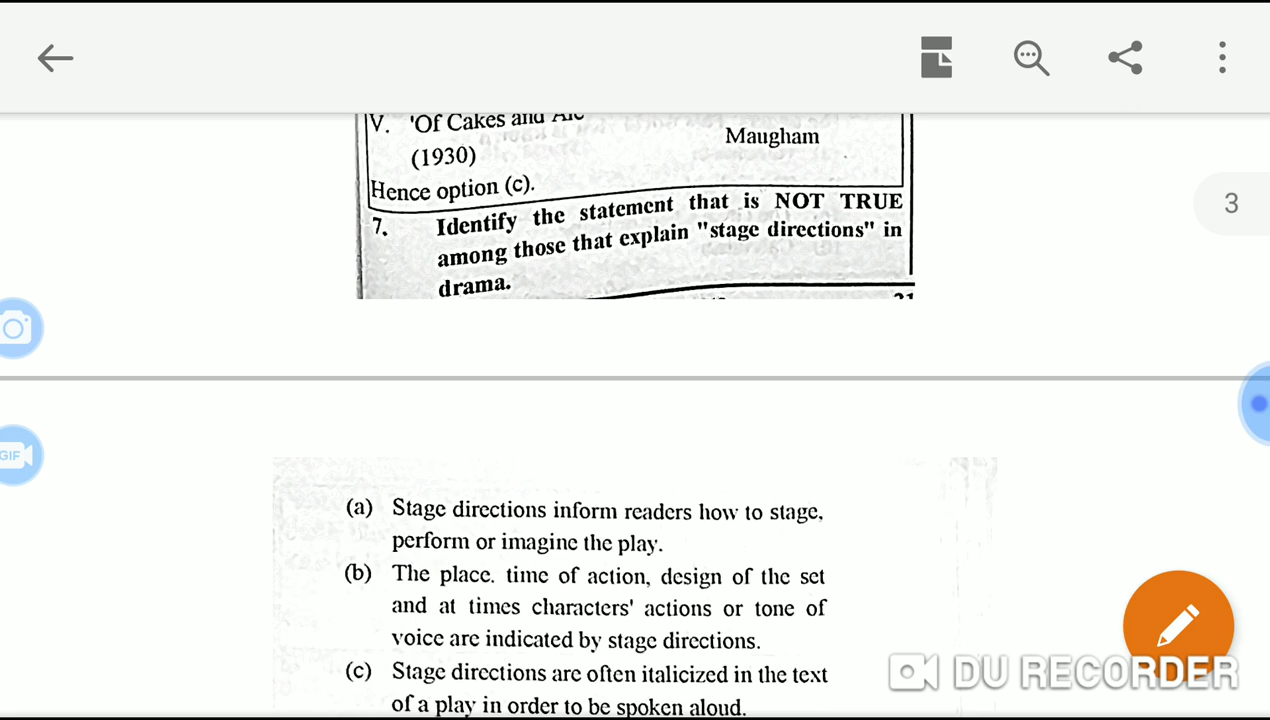 V. 'Of Cakes and Ale
(1930)
Maugham
Hence option (c).
7. Identify the statement that is NOT TRUE
among those that explain "stage directions" in
drama.
3
GIF
(a) Stage directions inform readers how to stage,
perform or imagine the play.
(b) The place. time of action, design of the set
and at times characters' actions or tone of
voice are indicated by stage directions.
(c) Stage directions are often italicized in the text
of a play in order to be spoken aloud.
DU RECORDER